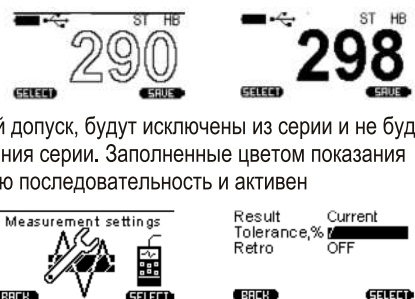 ST HB
290
SELECT SAVE
ST HB
298
SELECT SAVE
й допуск, будут исключены из серии и не буд
ния серии. Заполненные цветом показания
ю последовательность и активен
Measurement settings
BACK SELECT
Result Current
Tolerance,%
Retro OFF
BACK SELECT